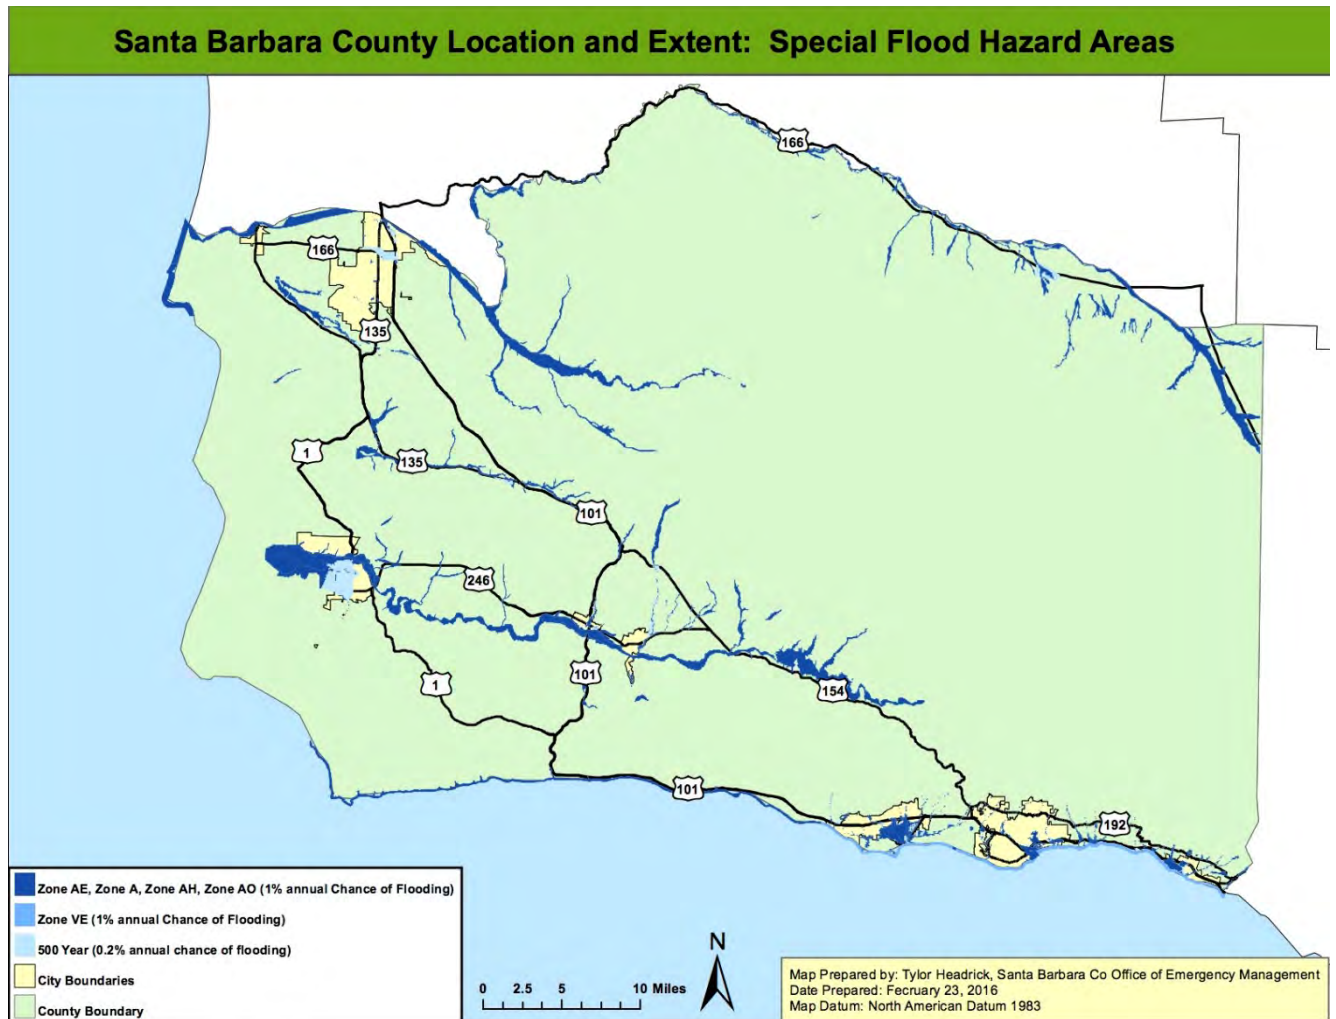 Santa Barbara County Location and Extent: Special Flood Hazard Areas
166
166
135
1
135
101
246
101
1
154
101
192
Zone AE, Zone A, Zone AH, Zone AO (1% annual Chance of Flooding)
Zone VE (1% annual Chance of Flooding)
500 Year (0.2% annual chance of flooding)
City Boundaries
County Boundary
0 2.5 5 10 Miles
N
Map Prepared by: Tylor Headrick, Santa Barbara Co Office of Emergency Management
Date Prepared: Fecruary 23, 2016
Map Datum: North American Datum 1983